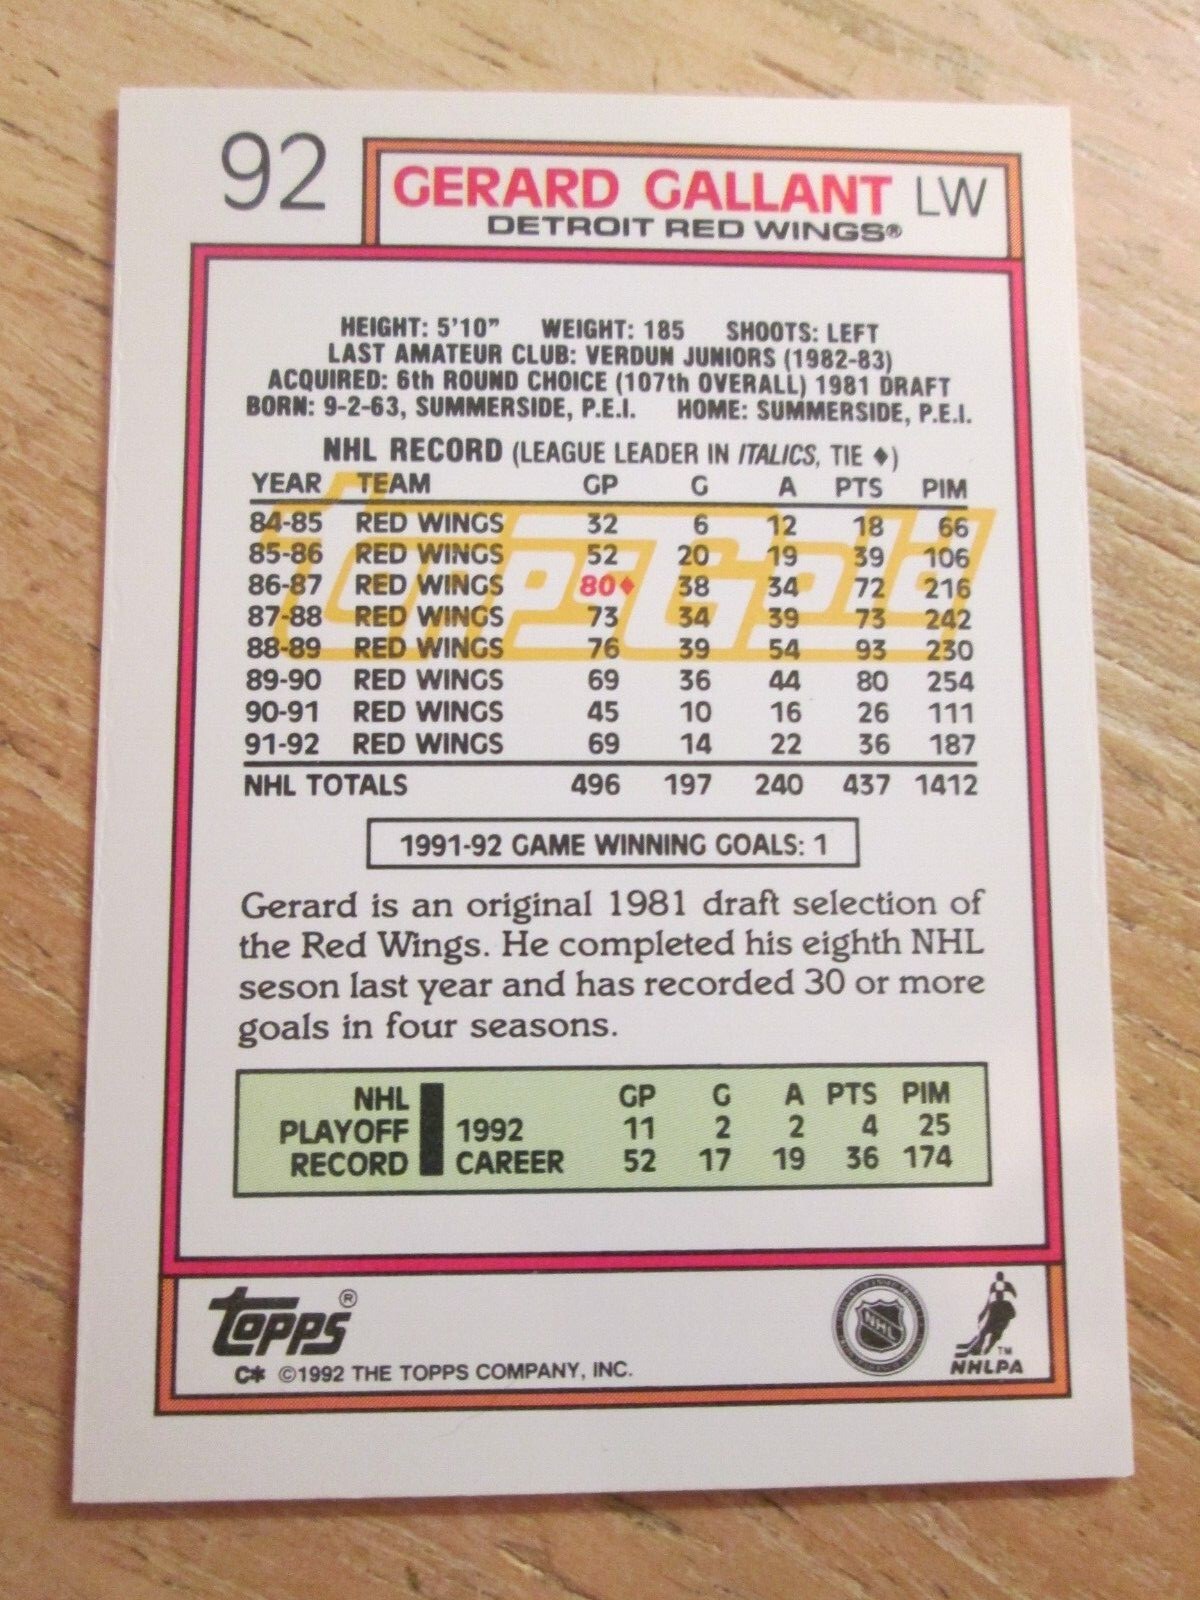 92
GERARD GALLANT LW
DETROIT RED WINGS®
HEIGHT: 5'10" WEIGHT: 185 SHOOTS: LEFT
LAST AMATEUR CLUB: VERDUN JUNIORS (1982-83)
ACQUIRED: 6th ROUND CHOICE (107th OVERALL) 1981 DRAFT
BORN: 9-2-63, SUMMERSIDE, P.E.I. HOME: SUMMERSIDE, P.E.I.
NHL RECORD (LEAGUE LEADER IN ITALICS, TIE ♦)
YEAR TEAM GP G A PTS PIM
84-85 RED WINGS 32 6 12 18 66
85-86 RED WINGS 52 20 19 39 106
86-87 RED WINGS 80♦ 38 34 72 216
87-88 RED WINGS 73 34 39 73 242
88-89 RED WINGS 76 39 54 93 230
89-90 RED WINGS 69 36 44 80 254
90-91 RED WINGS 45 10 16 26 111
91-92 RED WINGS 69 14 22 36 187
NHL TOTALS 496 197 240 437 1412
ToppsGold
1991-92 GAME WINNING GOALS: 1
Gerard is an original 1981 draft selection of
the Red Wings. He completed his eighth NHL
seson last year and has recorded 30 or more
goals in four seasons.
NHL GP G A PTS PIM
PLAYOFF 1992 11 2 2 4 25
RECORD CAREER 52 17 19 36 174
TOPPS®
C* ©1992 THE TOPPS COMPANY, INC.
NHL
TM
NHLPA